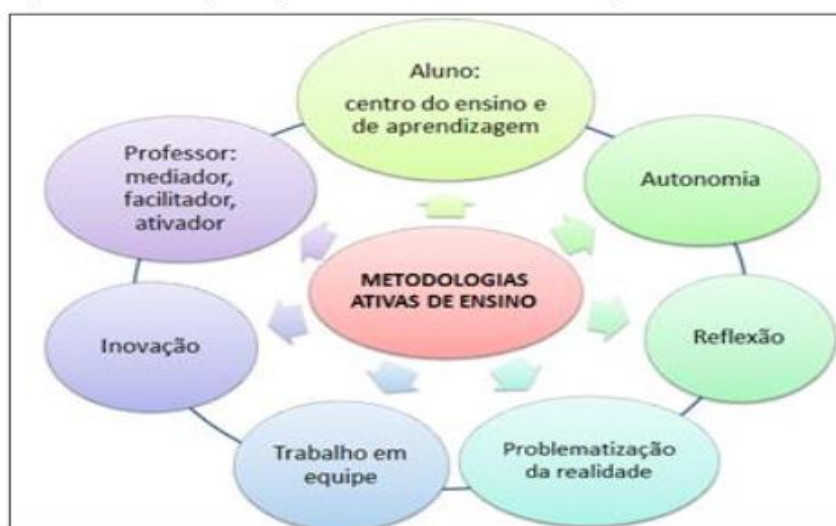 Aluno:
centro do ensino e
de aprendizagem
Autonomia
Reflexão
Problematização
da realidade
Trabalho em
equipe
Inovação
Professor:
mediador,
facilitador,
ativador
METODOLOGIAS
ATIVAS DE ENSINO